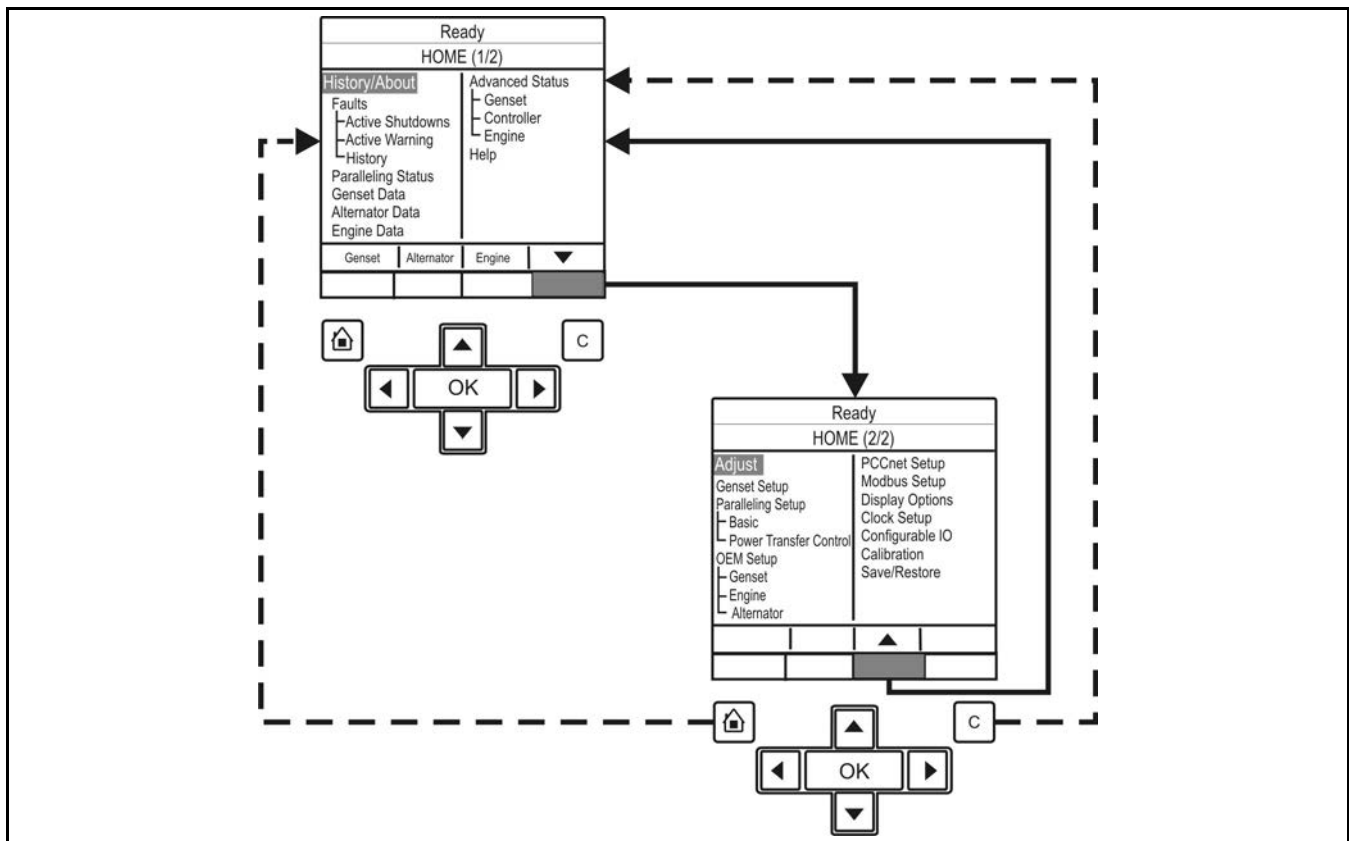 Ready
HOME (1/2)
History/About
Faults
Active Shutdowns
Active Warning
History
Paralleling Status
Genset Data
Alternator Data
Engine Data
Advanced Status
Genset
Controller
Engine
Help
Genset Alternator Engine
C
OK
Ready
HOME (2/2)
Adjust
Genset Setup
Paralleling Setup
Basic
Power Transfer Control
OEM Setup
Genset
Engine
Alternator
PCCnet Setup
Modbus Setup
Display Options
Clock Setup
Configurable IO
Calibration
Save/Restore
C
OK